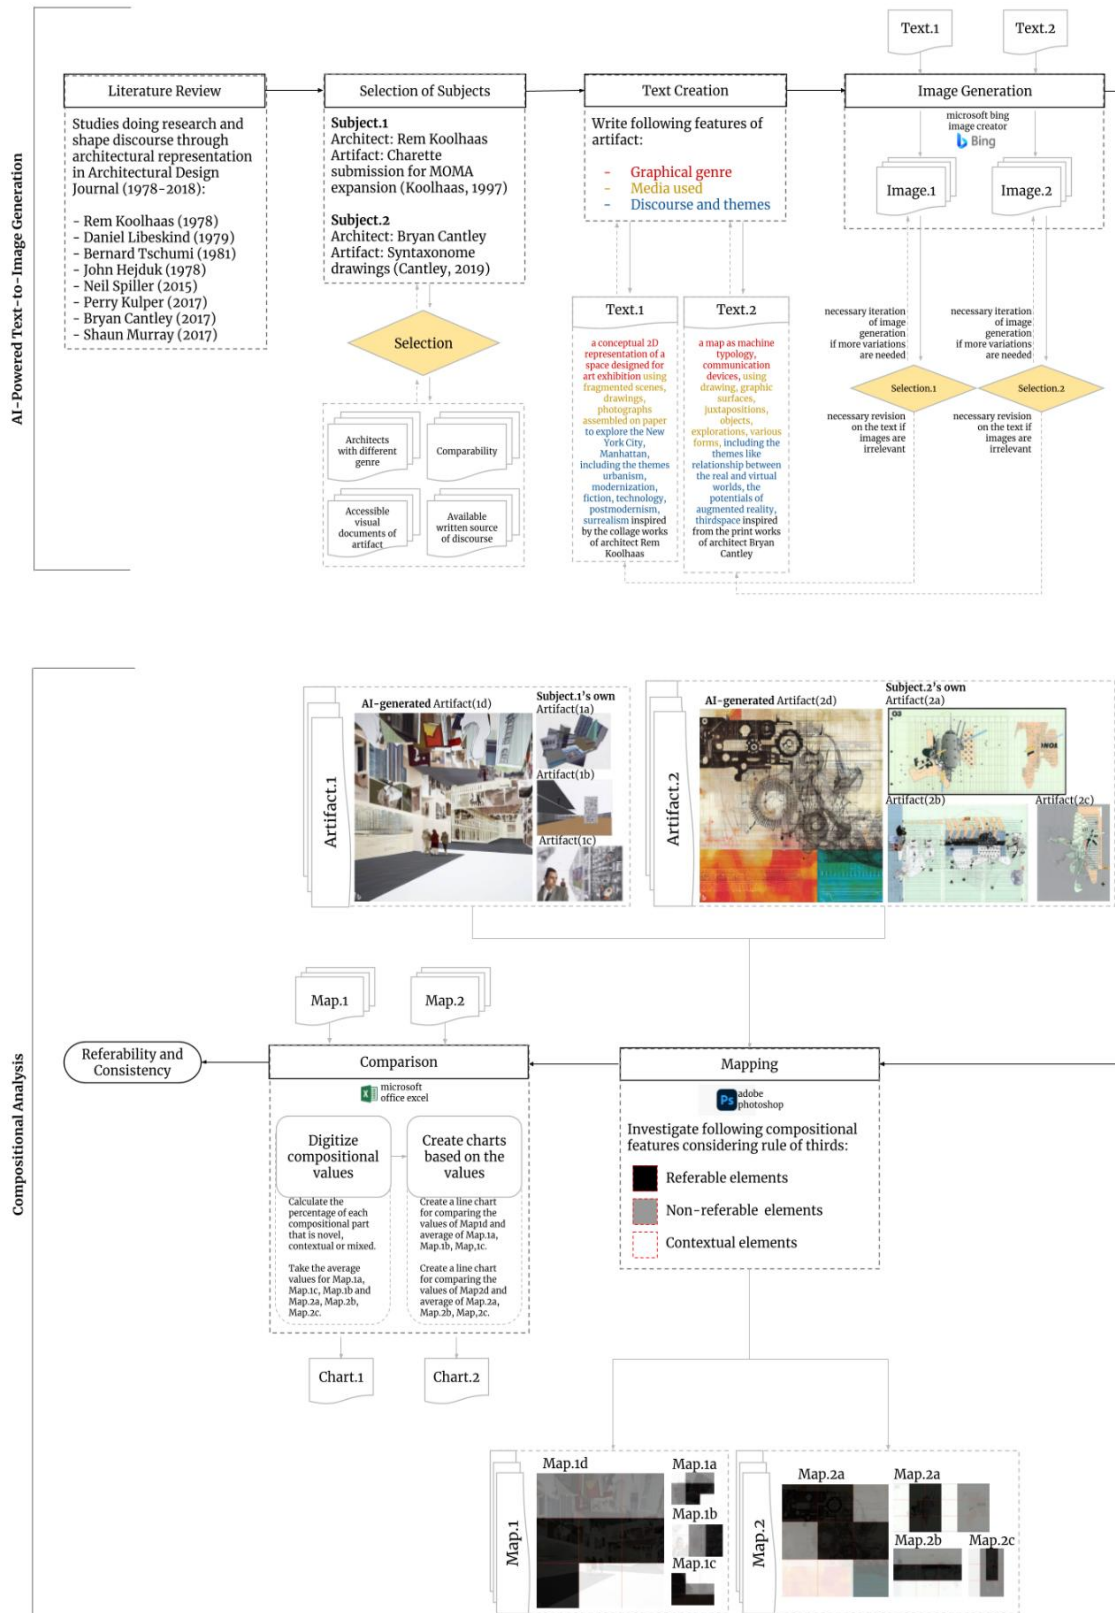 AI-Powered Text-to-Image Generation
Text.1
Text.2
Literature Review
Studies doing research and
shape discourse through
architectural representation
in Architectural Design
Journal (1978-2018):
- Rem Koolhaas (1978)
- Daniel Libeskind (1979)
- Bernard Tschumi (1981)
- John Hejduk (1978)
- Neil Spiller (2015)
- Perry Kulper (2017)
- Bryan Cantley (2017)
- Shaun Murray (2017)
Selection of Subjects
Subject.1
Architect: Rem Koolhaas
Artifact: Charette
submission for MOMA
expansion (Koolhaas, 1997)
Subject.2
Architect: Bryan Cantley
Artifact: Syntaxonome
drawings (Cantley, 2019)
Selection
Architects
with different
genre
Comparability
Accessible
visual
documents of
artifact
Available
written source
of discourse
Text Creation
Write following features of
artifact:
- Graphical genre
- Media used
- Discourse and themes
Text.1
a conceptual 2D
representation of a
space designed for
art exhibition using
fragmented scenes,
drawings,
photographs
assembled on paper
to explore the New
York City,
Manhattan,
including the themes
urbanism,
modernization,
fiction, technology,
postmodernism,
surrealism inspired
by the collage works
of architect Rem
Koolhaas
Text.2
a map as machine
typology,
communication
devices, using
drawing, graphic
surfaces,
juxtapositions,
objects,
explorations, various
forms, including the
themes like
relationship between
the real and virtual
worlds, the
potentials of
augmented reality,
thirdspace inspired
from the print works
of architect Bryan
Cantley
Image Generation
microsoft bing
image creator
Bing
Image.1
Image.2
necessary iteration
of image
generation
if more variations
are needed
necessary iteration
of image
generation
if more variations
are needed
Selection.1
Selection.2
necessary revision
on the text if
images are
irrelevant
necessary revision
on the text if
images are
irrelevant
Compositional Analysis
Artifact.1
AI-generated Artifact(1d)
Subject.1's own
Artifact(1a)
Artifact(1b)
Artifact(1c)
Artifact.2
AI-generated Artifact(2d)
Subject.2's own
Artifact(2a)
INOX
Artifact(2b)
Artifact(2c)
Map.1
Map.2
Referability and
Consistency
Comparison
microsoft
office excel
Digitize
compositional
values
Calculate the
percentage of each
compositional part
that is novel,
contextual or mixed.
Take the average
values for Map.1a,
Map.1c, Map.1b and
Map.2a, Map.2b,
Map.2c.
Create charts
based on the
values
Create a line chart
for comparing the
values of Map1d and
average of Map.1a,
Map.1b, Map,1c.
Create a line chart
for comparing the
values of Map2d and
average of Map.2a,
Map.2b, Map,2c.
Chart.1
Chart.2
Mapping
Ps
adobe
photoshop
Investigate following compositional
features considering rule of thirds:
Referable elements
Non-referable elements
Contextual elements
Map.1
Map.1d
Map.1a
Map.1b
Map.1c
Map.2
Map.2a
Map.2a
Map.2b
Map.2c